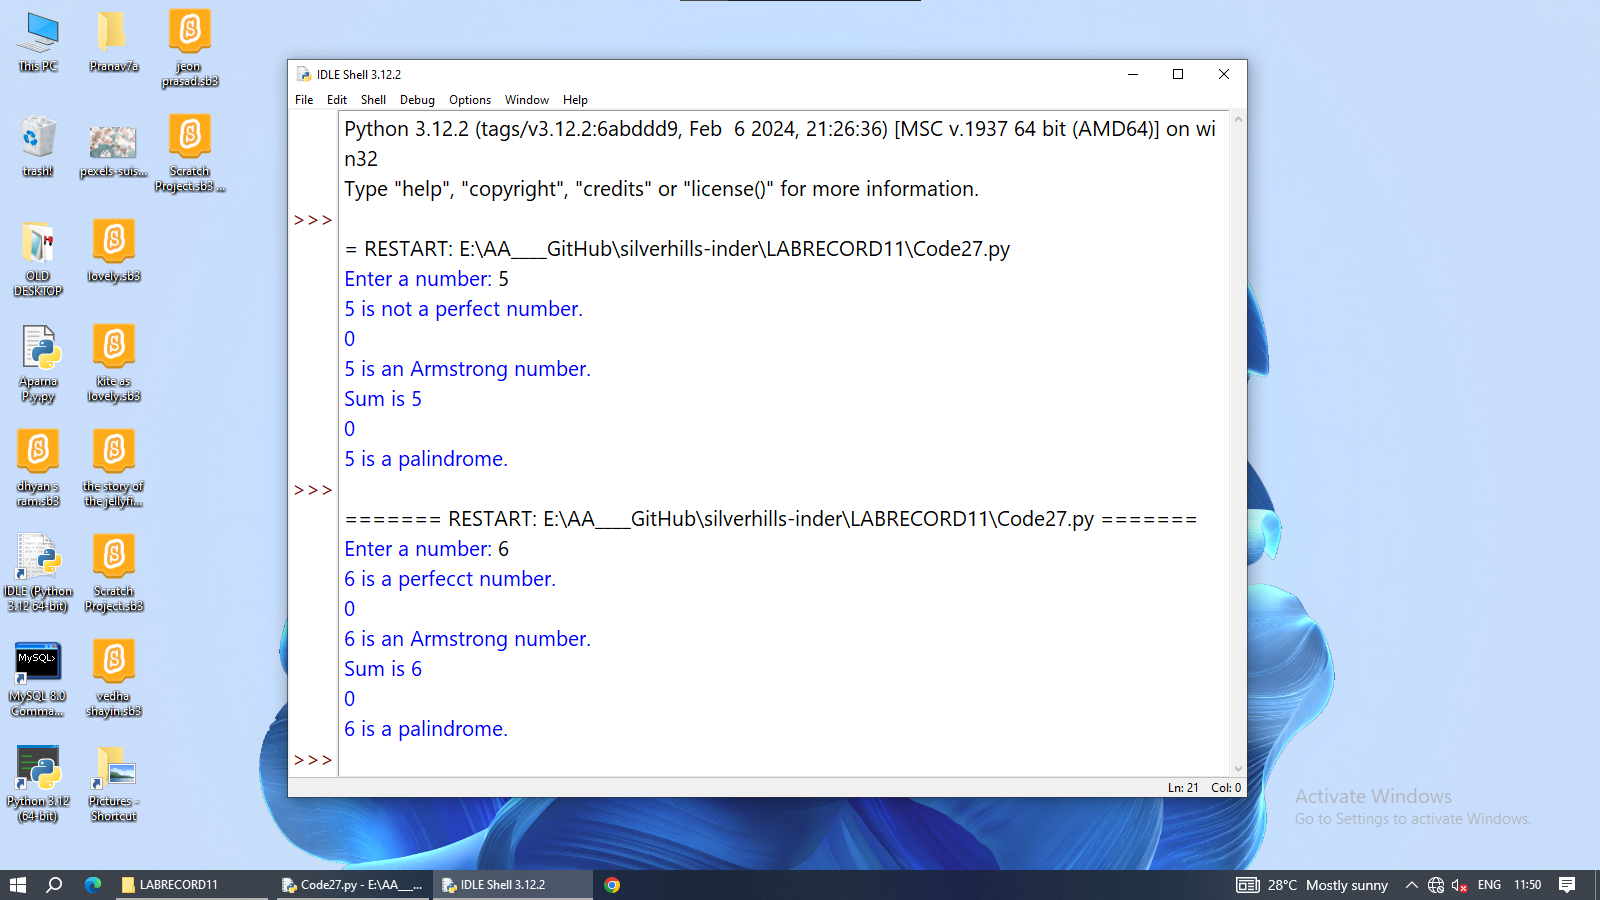 This PC
Pranav7a
jeon
prasad.sb3
trash!
pexels-suis...
Scratch
Project.sb3 ...
OLD
DESKTOP
lovely.sb3
Aparna
P.y.py
kite as
lovely.sb3
dhyan s
ram.sb3
the story of
the jellyfi...
IDLE (Python
3.12 64-bit)
Scratch
Project.sb3
MySQL>
MySQL 8.0
Comma...
vedha
shayin.sb3
Python 3.12
(64-bit)
Pictures -
Shortcut
IDLE Shell 3.12.2
File Edit Shell Debug Options Window Help
Python 3.12.2 (tags/v3.12.2:6abddd9, Feb  6 2024, 21:26:36) [MSC v.1937 64 bit (AMD64)] on wi
n32
Type "help", "copyright", "credits" or "license()" for more information.
>>>
= RESTART: E:\AA____GitHub\silverhills-inder\LABRECORD11\Code27.py
Enter a number: 5
5 is not a perfect number.
0
5 is an Armstrong number.
Sum is 5
0
5 is a palindrome.
>>>
======= RESTART: E:\AA____GitHub\silverhills-inder\LABRECORD11\Code27.py =======
Enter a number: 6
6 is a perfecct number.
0
6 is an Armstrong number.
Sum is 6
0
6 is a palindrome.
>>>
Ln: 21 Col: 0
Activate Windows
Go to Settings to activate Windows.
LABRECORD11
Code27.py - E:\AA___...
IDLE Shell 3.12.2
28°C Mostly sunny
ENG
11:50